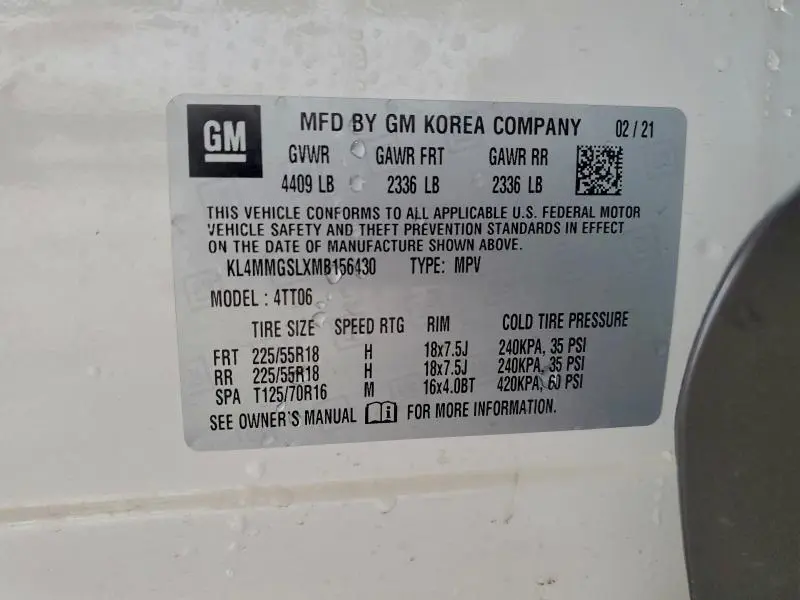 GM
MFD BY GM KOREA COMPANY 02 / 21
GVWR GAWR FRT GAWR RR
4409 LB 2336 LB 2336 LB
THIS VEHICLE CONFORMS TO ALL APPLICABLE U.S. FEDERAL MOTOR
VEHICLE SAFETY AND THEFT PREVENTION STANDARDS IN EFFECT
ON THE DATE OF MANUFACTURE SHOWN ABOVE.
KL4MMGSLXMB156430 TYPE: MPV
MODEL : 4TT06
TIRE SIZE SPEED RTG RIM COLD TIRE PRESSURE
FRT 225/55R18 H 18x7.5J 240KPA, 35 PSI
RR 225/55R18 H 18x7.5J 240KPA, 35 PSI
SPA T125/70R16 M 16x4.0BT 420KPA, 60 PSI
SEE OWNER'S MANUAL FOR MORE INFORMATION.